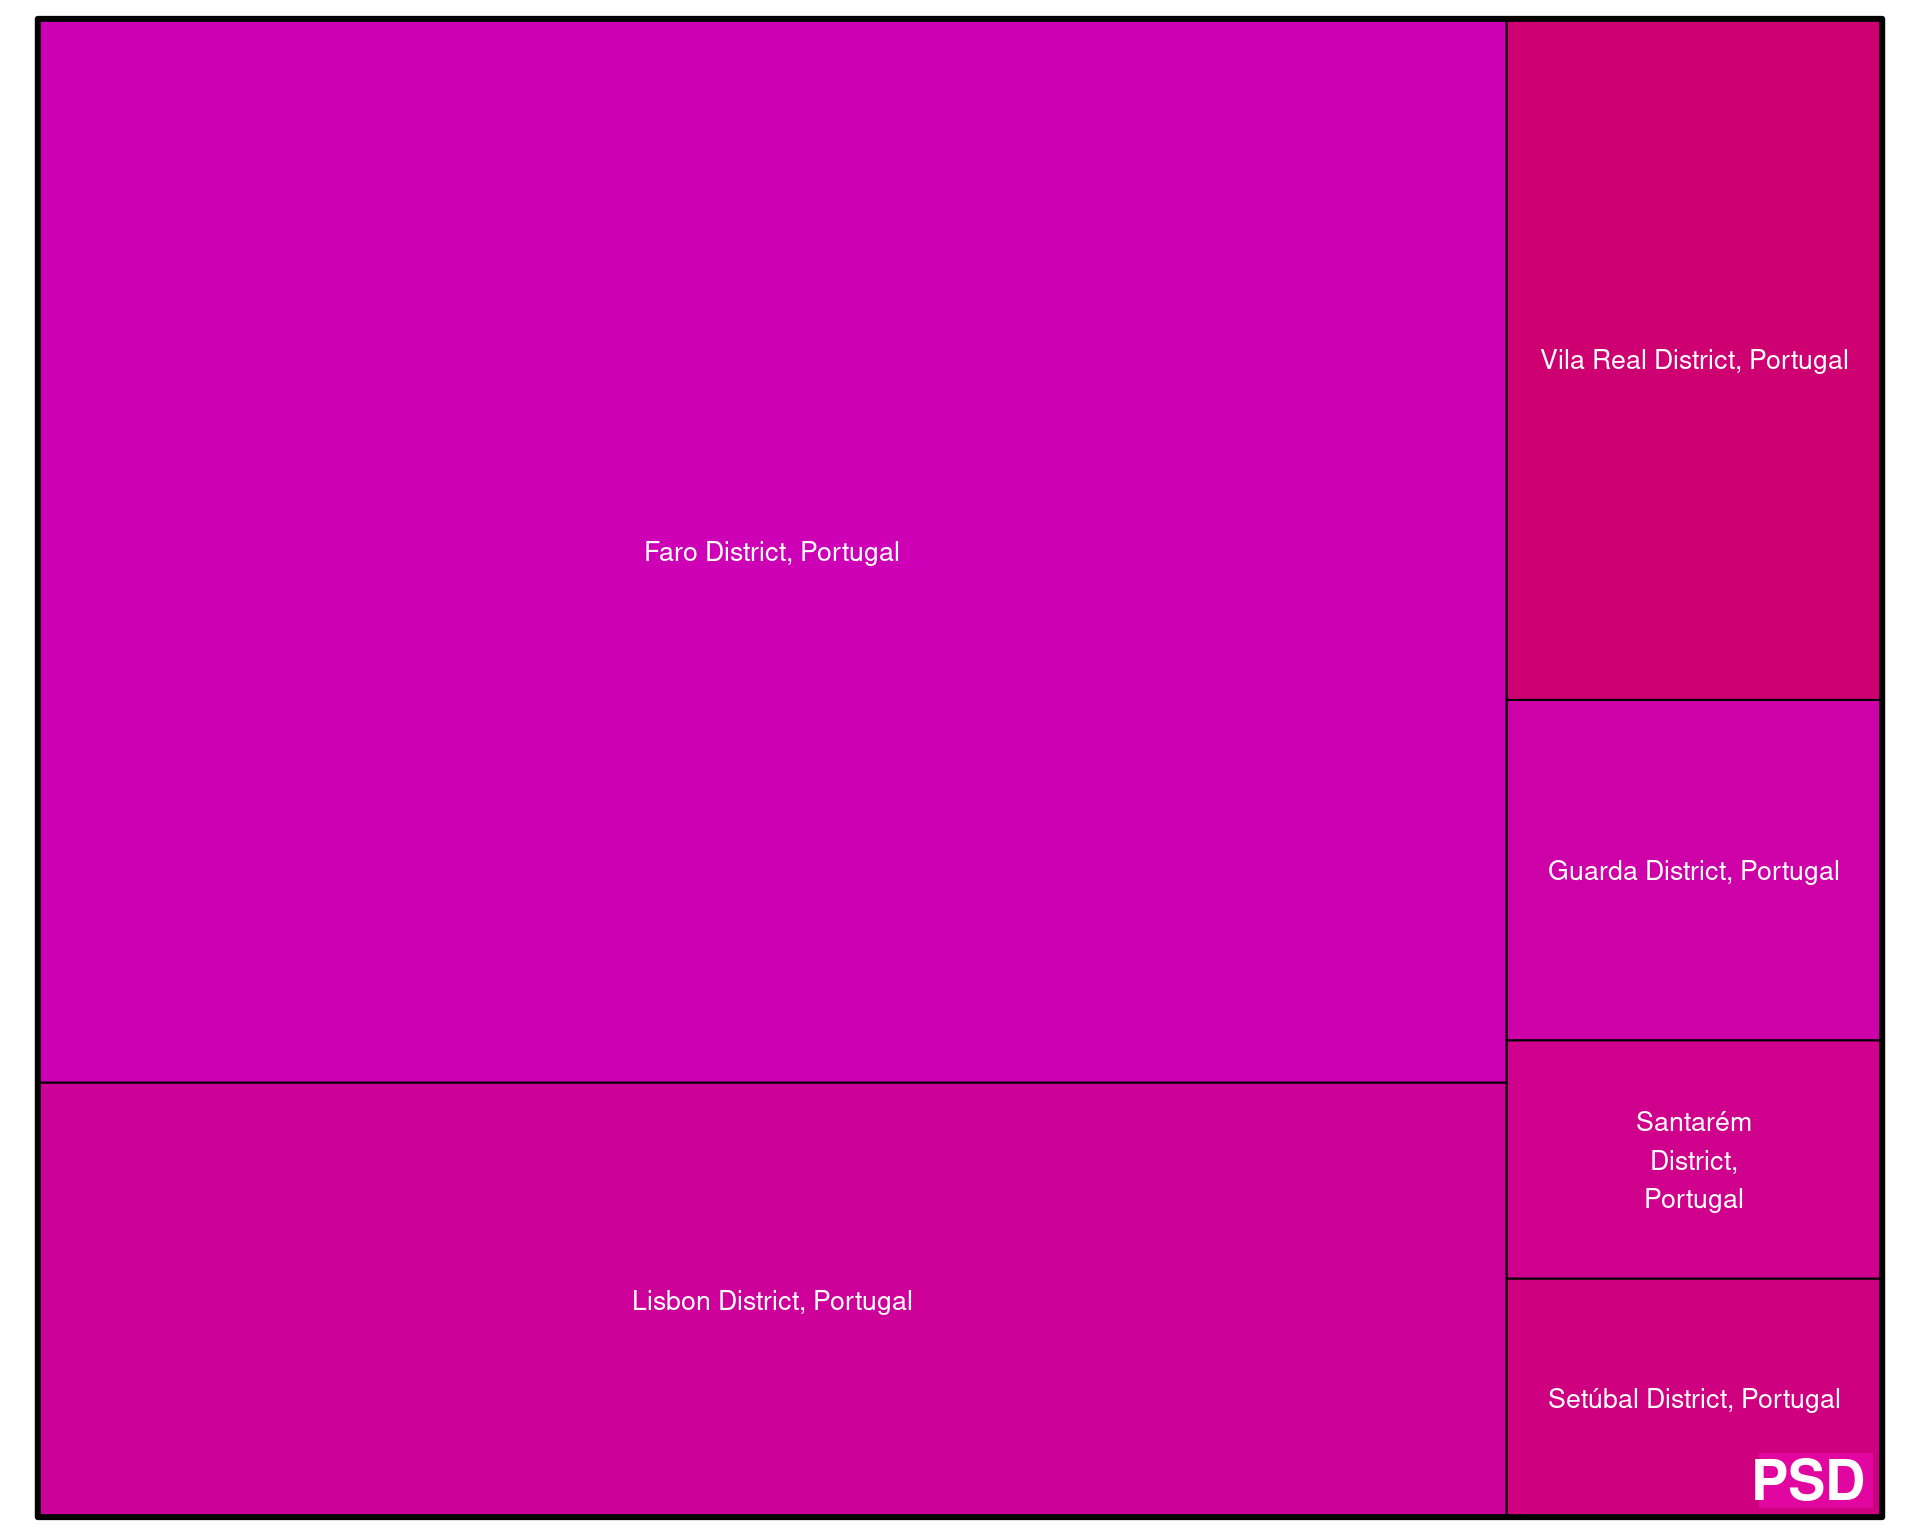 Faro District, Portugal
Lisbon District, Portugal
Vila Real District, Portugal
Guarda District, Portugal
Santarém
District,
Portugal
Setúbal District, Portugal
PSD